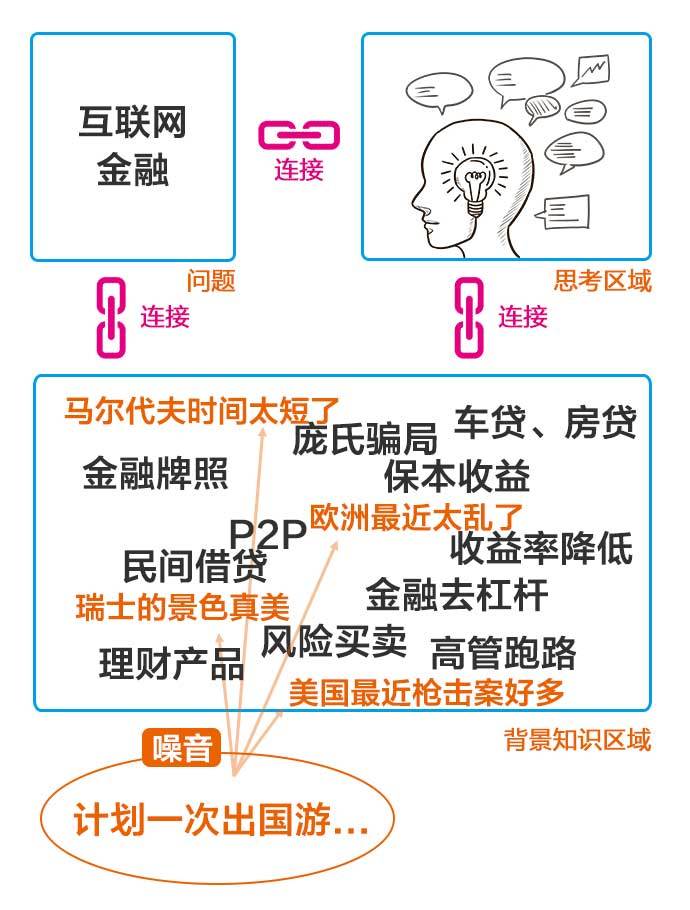 互联网
金融
连接
问题
思考区域
连接
连接
马尔代夫时间太短了
车贷、房贷
庞氏骗局
金融牌照
保本收益
欧洲最近太乱了
P2P
收益率降低
民间借贷
金融去杠杆
瑞士的景色真美
风险买卖
高管跑路
理财产品
美国最近枪击案好多
背景知识区域
噪音
计划一次出国游...